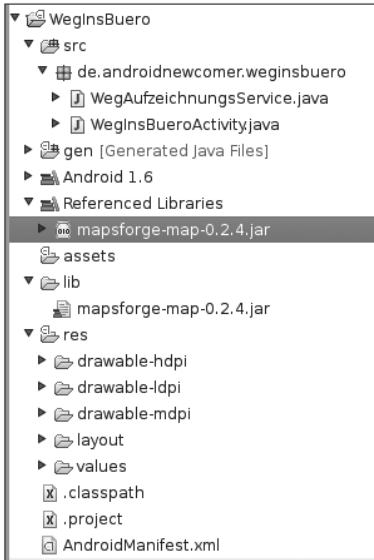 WegInsBuero
src
de.androidnewcomer.weginsbuero
WegAufzeichnungsService.java
WegInsBueroActivity.java
gen [Generated Java Files]
Android 1.6
Referenced Libraries
mapsforge-map-0.2.4.jar
assets
lib
mapsforge-map-0.2.4.jar
res
drawable-hdpi
drawable-ldpi
drawable-mdpi
layout
values
.classpath
.project
AndroidManifest.xml